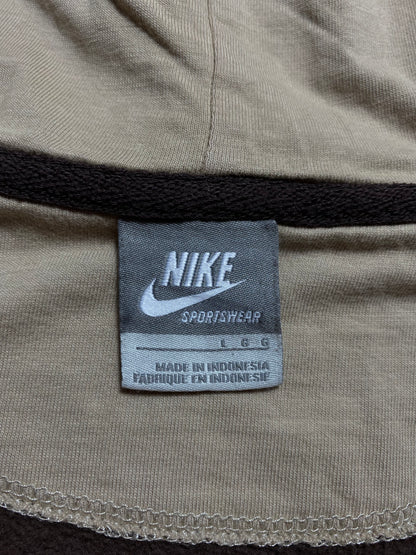 NIKE
SPORTSWEAR
L G G
MADE IN INDONESIA
FABRIQUE EN INDONESIE